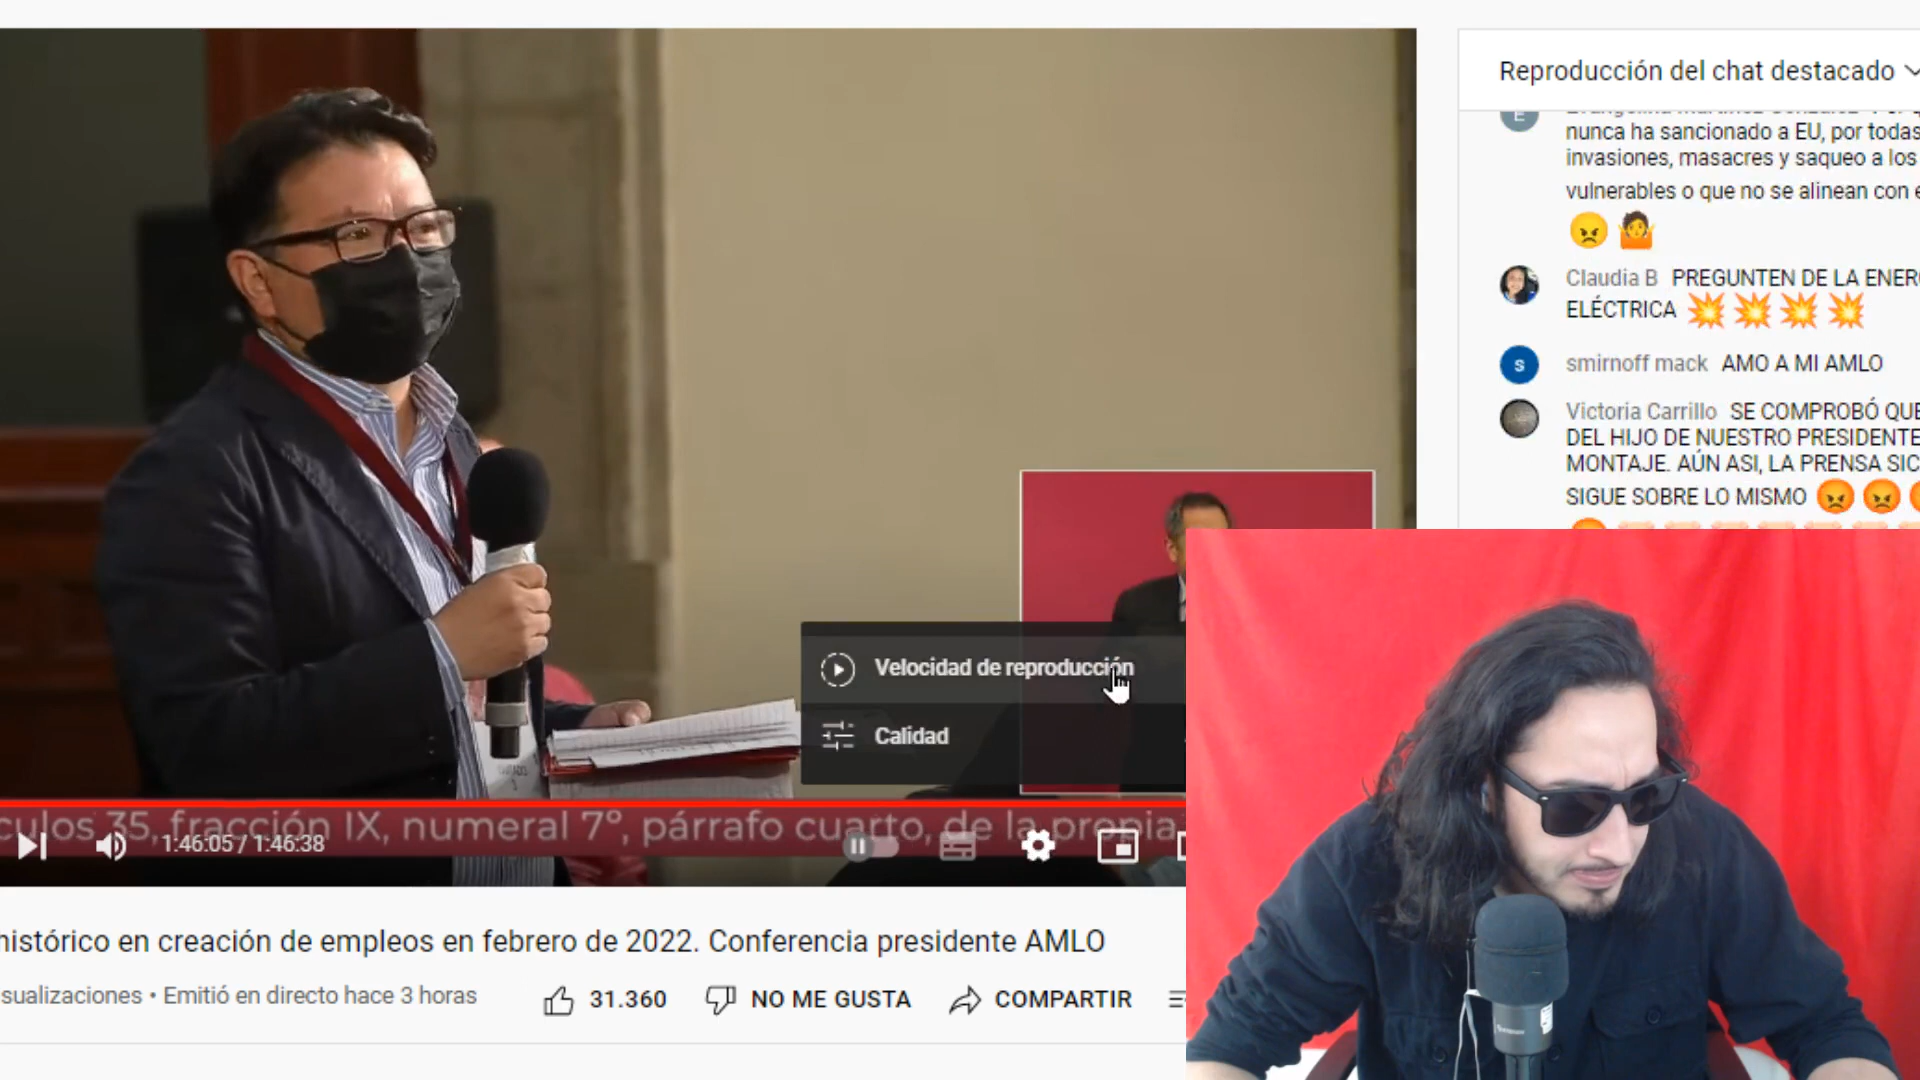 Reproducción del chat destacado
nunca ha sancionado a EU, por todas
invasiones, masacres y saqueo a los
vulnerables o que no se alinean con
Claudia B PREGUNTEN DE LA ENER
ELÉCTRICA
S
smirnoff mack AMO A MI AMLO
Victoria Carrillo SE COMPROBÓ QUE
DEL HIJO DE NUESTRO PRESIDENTE
MONTAJE. AÚN ASI, LA PRENSA SIC
SIGUE SOBRE LO MISMO
Velocidad de reproducción
Calidad
culos 35, fracción IX, numeral 7°, párrafo cuarto, de la propia
1:46:05 / 1:46:38
histórico en creación de empleos en febrero de 2022. Conferencia presidente AMLO
sualizaciones • Emitió en directo hace 3 horas
31.360
NO ME GUSTA
COMPARTIR